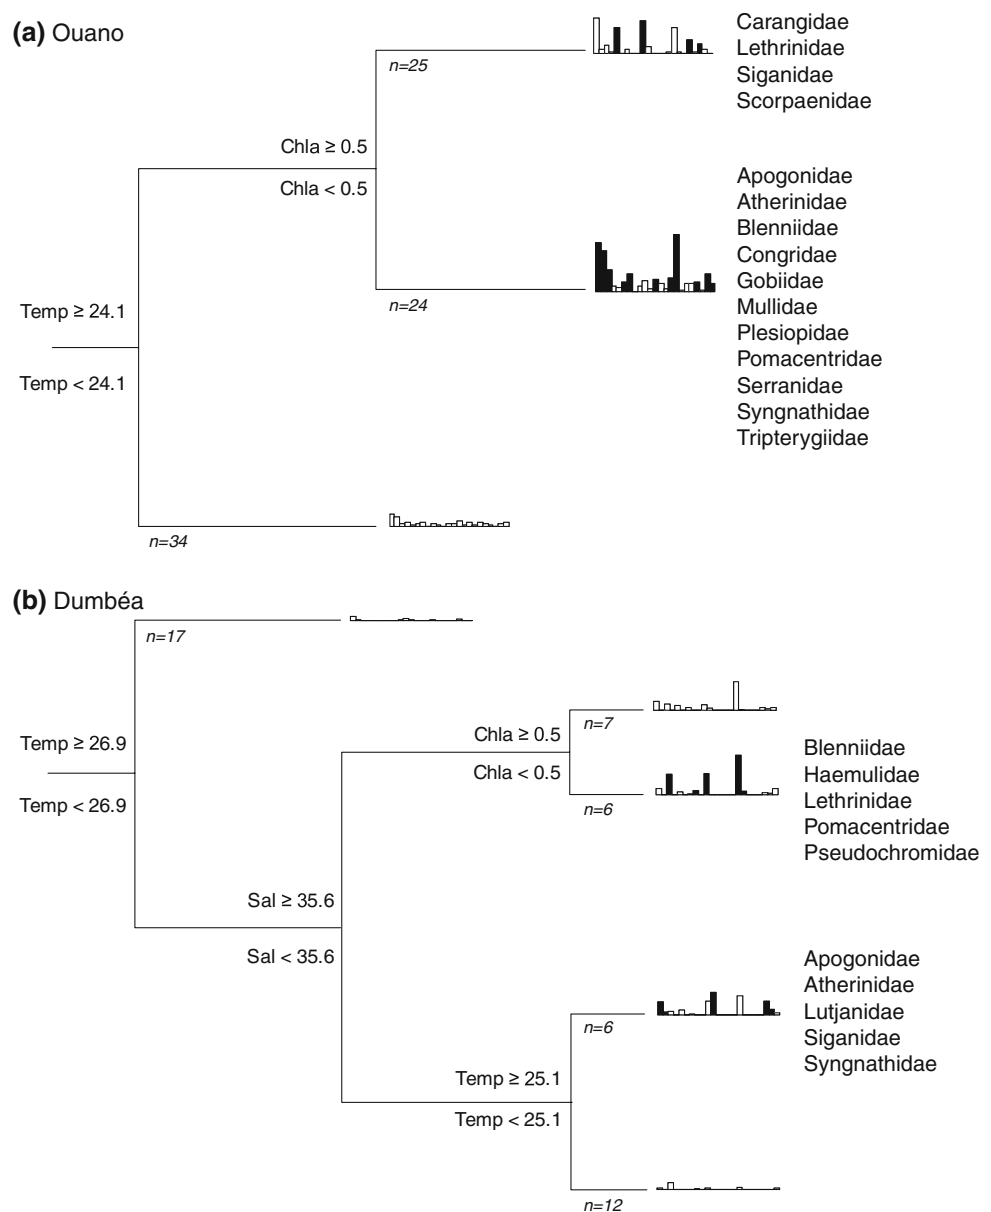 (a) Ouano
Carangidae
Lethrinidae
Siganidae
Scorpaenidae
n=25
Chla ≥ 0.5
Chla < 0.5
Apogonidae
Atherinidae
Blenniidae
Congridae
Gobiidae
Mullidae
Plesiopidae
Pomacentridae
Serranidae
Syngnathidae
Tripterygiidae
n=24
Temp ≥ 24.1
Temp < 24.1
n=34
(b) Dumbéa
n=17
Temp ≥ 26.9
Temp < 26.9
n=7
Chla ≥ 0.5
Chla < 0.5
n=6
Blenniidae
Haemulidae
Lethrinidae
Pomacentridae
Pseudochromidae
Sal ≥ 35.6
Sal < 35.6
Apogonidae
Atherinidae
Lutjanidae
Siganidae
Syngnathidae
n=6
Temp ≥ 25.1
Temp < 25.1
n=12